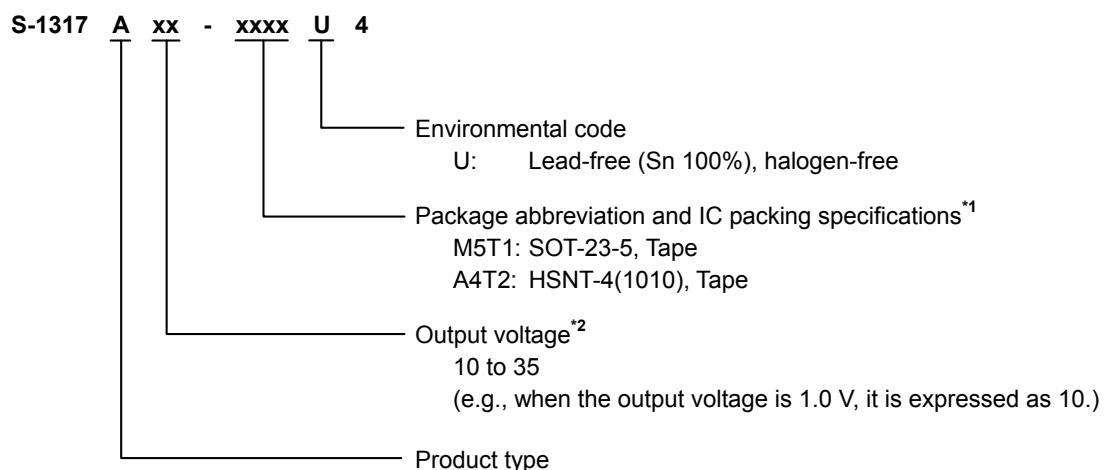 S-1317 A xx - xxxx U 4
Environmental code
U: Lead-free (Sn 100%), halogen-free
Package abbreviation and IC packing specifications*1
M5T1: SOT-23-5, Tape
A4T2: HSNT-4(1010), Tape
Output voltage*2
10 to 35
(e.g., when the output voltage is 1.0 V, it is expressed as 10.)
Product type